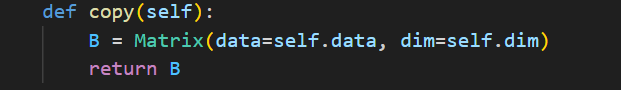 def copy(self):
    B = Matrix(data=self.data, dim=self.dim)
    return B